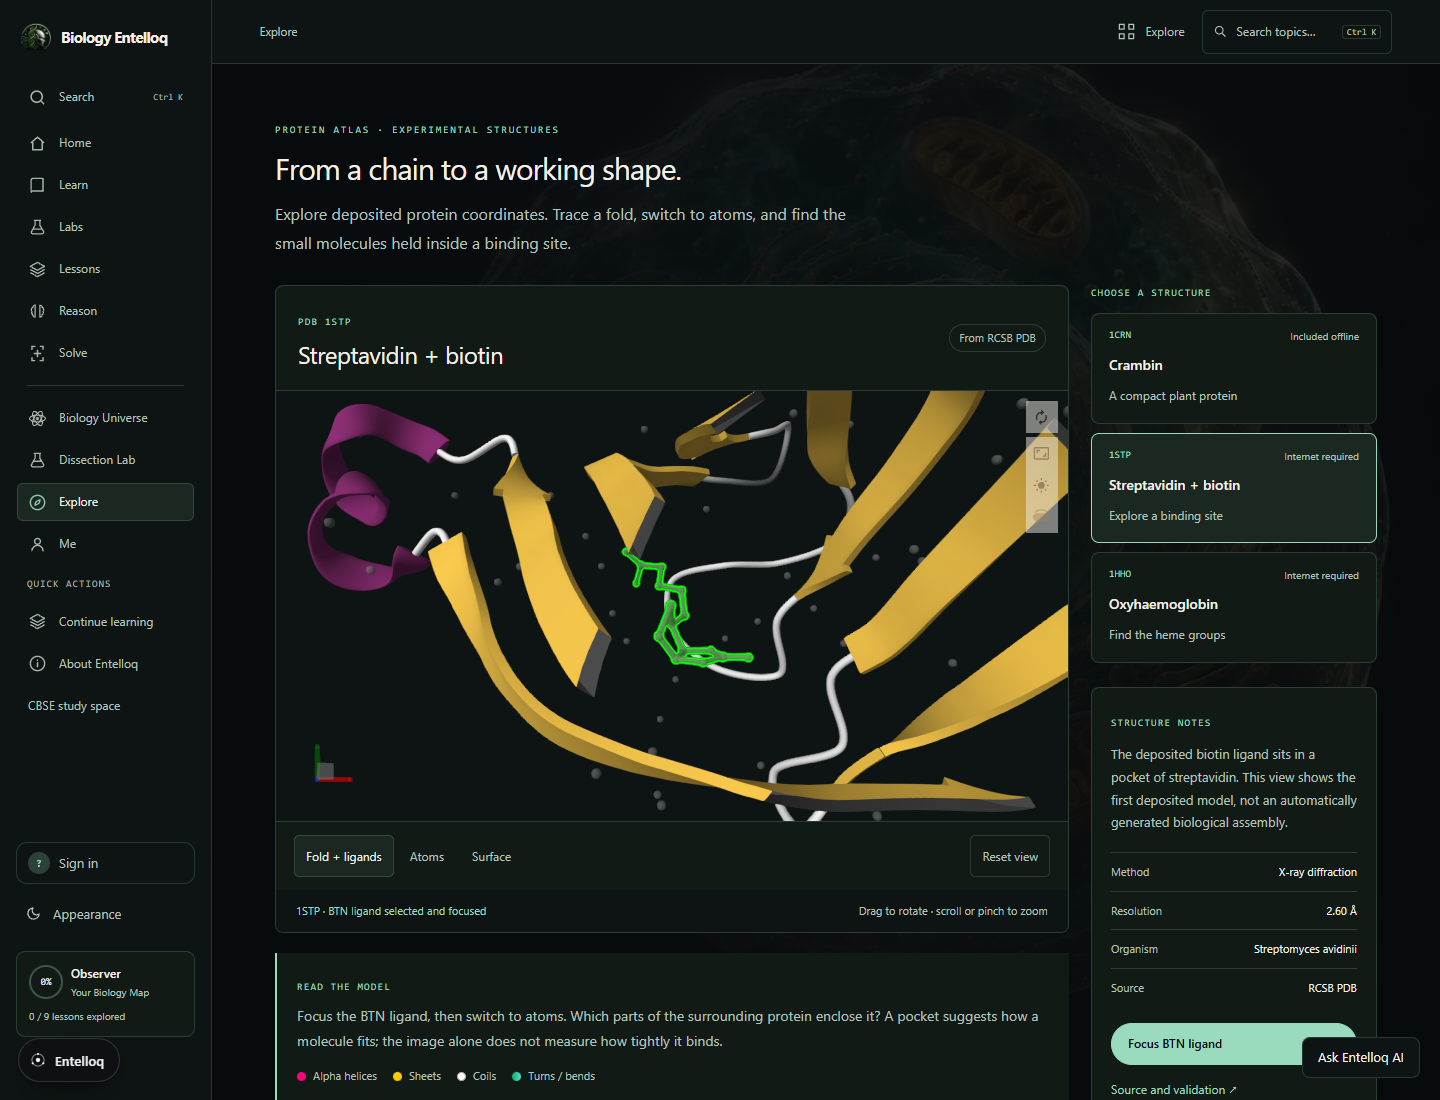 Biology Entelloq
Search Ctrl K
Home
Learn
Labs
Lessons
Reason
Solve
Biology Universe
Dissection Lab
Explore
Me
QUICK ACTIONS
Continue learning
About Entelloq
CBSE study space
? Sign in
Appearance
0% Observer
Your Biology Map
0 / 9 lessons explored
Entelloq
Explore
Explore
Search topics... Ctrl K
PROTEIN ATLAS · EXPERIMENTAL STRUCTURES
From a chain to a working shape.
Explore deposited protein coordinates. Trace a fold, switch to atoms, and find the
small molecules held inside a binding site.
PDB 1STP
Streptavidin + biotin
From RCSB PDB
Fold + ligands Atoms Surface Reset view
1STP · BTN ligand selected and focused
Drag to rotate · scroll or pinch to zoom
READ THE MODEL
Focus the BTN ligand, then switch to atoms. Which parts of the surrounding protein enclose it? A pocket suggests how a
molecule fits; the image alone does not measure how tightly it binds.
Alpha helices Sheets Coils Turns / bends
CHOOSE A STRUCTURE
1CRN Included offline
Crambin
A compact plant protein
1STP Internet required
Streptavidin + biotin
Explore a binding site
1HHO Internet required
Oxyhaemoglobin
Find the heme groups
STRUCTURE NOTES
The deposited biotin ligand sits in a
pocket of streptavidin. This view shows the
first deposited model, not an automatically
generated biological assembly.
Method X-ray diffraction
Resolution 2.60 Å
Organism Streptomyces avidinii
Source RCSB PDB
Focus BTN ligand
Ask Entelloq AI
Source and validation ↗